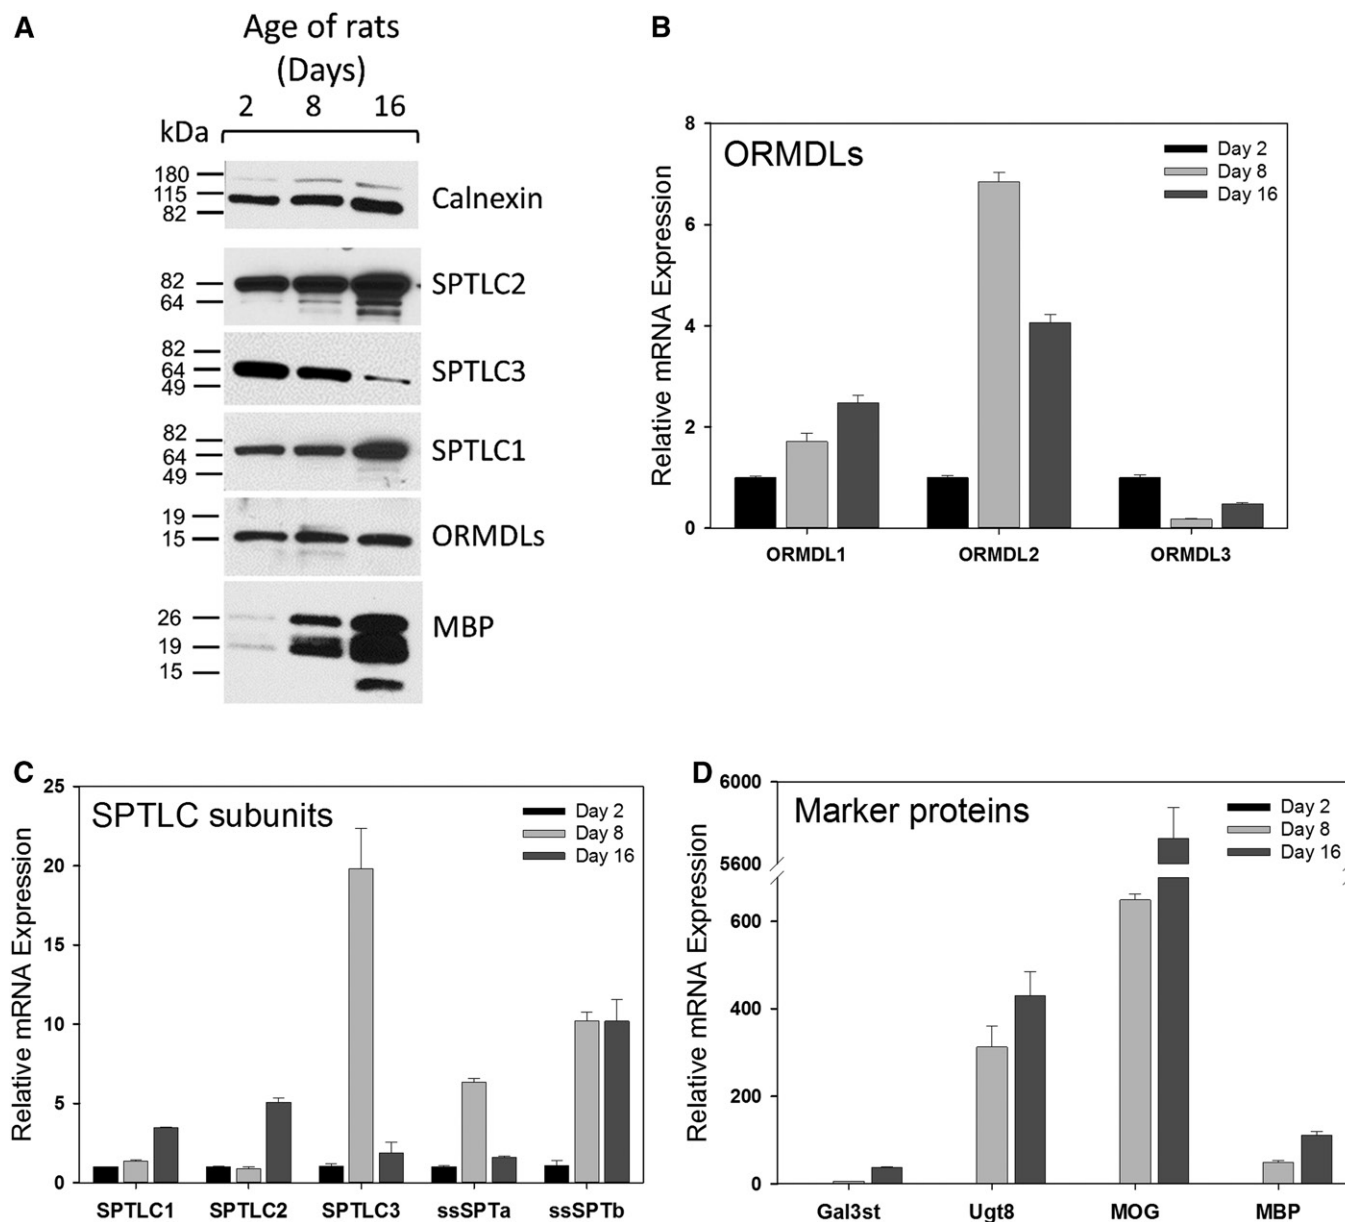 A
Age of rats
(Days)
2 8 16
kDa
180
115
82
Calnexin
82
64
SPTLC2
82
64
49
SPTLC3
82
64
49
SPTLC1
19
15
ORMDLs
26
19
15
MBP
B
ORMDLs
Day 2
Day 8
Day 16
Relative mRNA Expression
8
6
4
2
0
ORMDL1 ORMDL2 ORMDL3
C
SPTLC subunits
Day 2
Day 8
Day 16
Relative mRNA Expression
25
20
15
10
5
0
SPTLC1 SPTLC2 SPTLC3 ssSPTa ssSPTb
D
Marker proteins
Day 2
Day 8
Day 16
Relative mRNA Expression
6000
5600
600
400
200
0
Gal3st Ugt8 MOG MBP